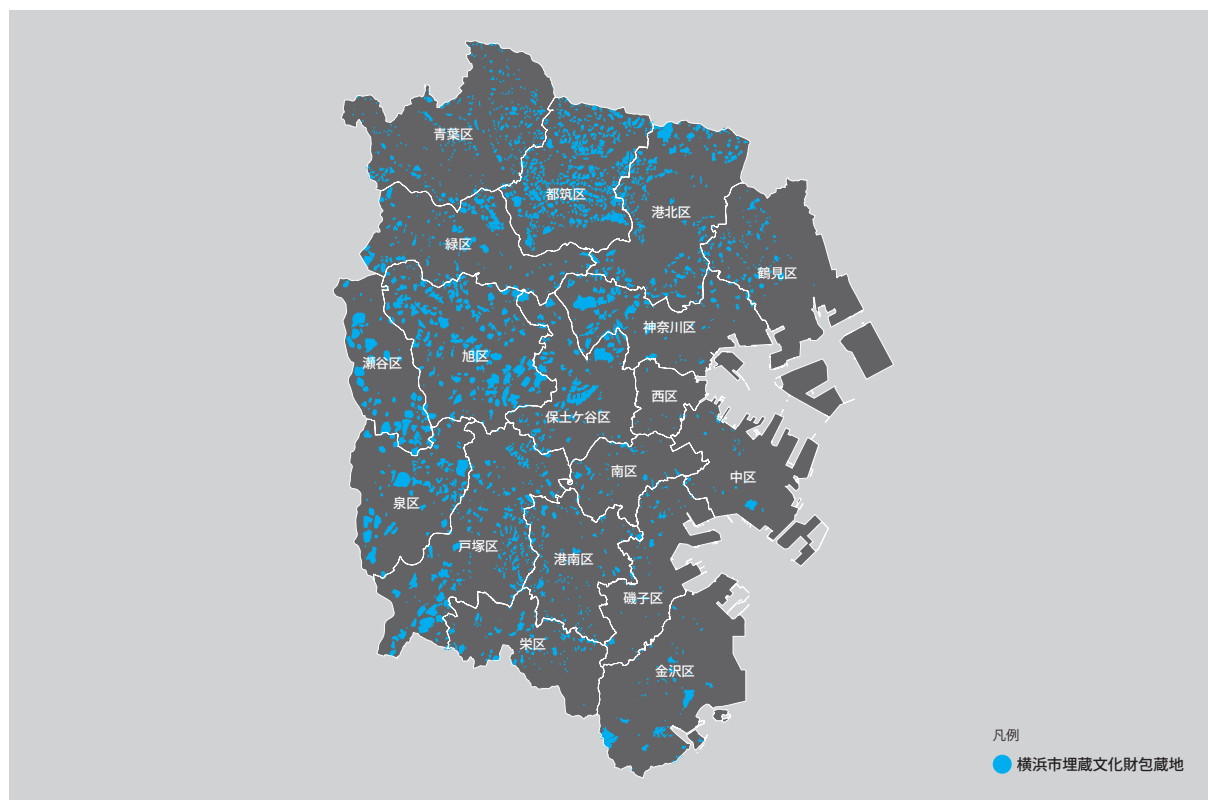 青葉区
都筑区
港北区
緑区
鶴見区
神奈川区
瀬谷区
旭区
西区
保土ケ谷区
南区
中区
泉区
戸塚区
港南区
磯子区
栄区
金沢区
凡例
横浜市埋蔵文化財包蔵地